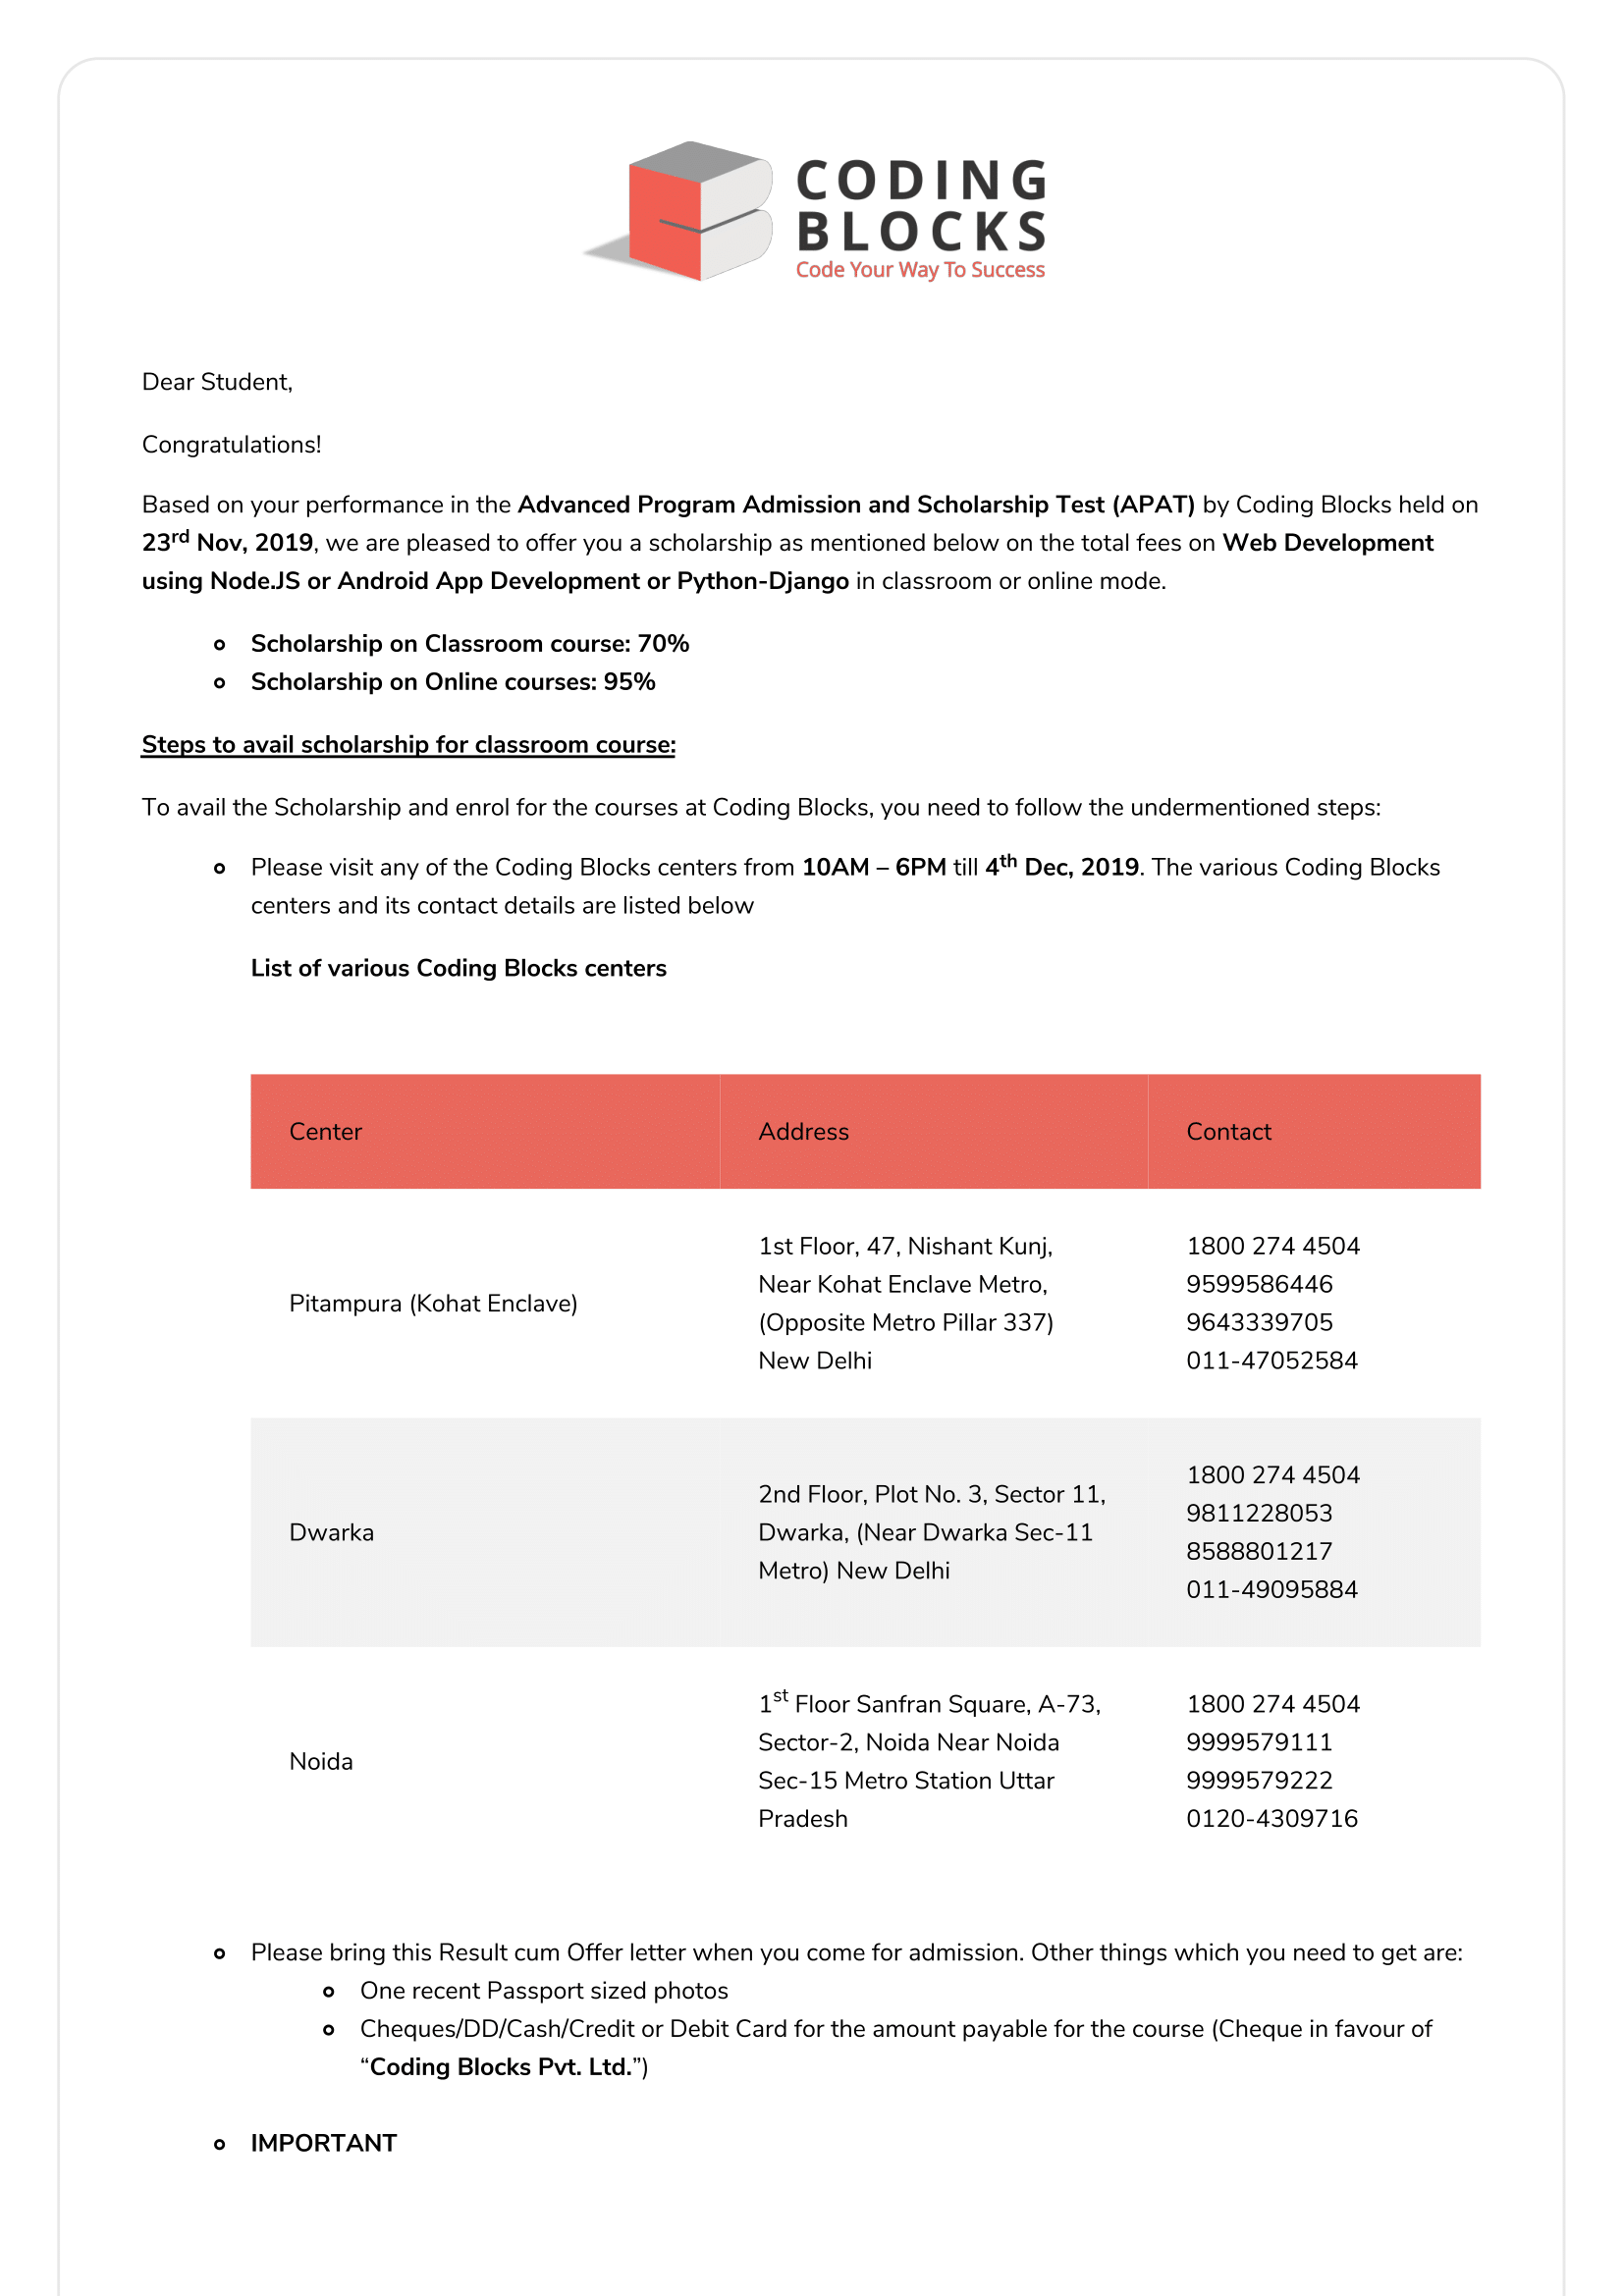 CODING
BLOCKS
Code Your Way To Success
Dear Student,
Congratulations!
Based on your performance in the Advanced Program Admission and Scholarship Test (APAT) by Coding Blocks held on
23rd Nov, 2019, we are pleased to offer you a scholarship as mentioned below on the total fees on Web Development
using Node.JS or Android App Development or Python-Django in classroom or online mode.
Scholarship on Classroom course: 70%
Scholarship on Online courses: 95%
Steps to avail scholarship for classroom course:
To avail the Scholarship and enrol for the courses at Coding Blocks, you need to follow the undermentioned steps:
Please visit any of the Coding Blocks centers from 10AM – 6PM till 4th Dec, 2019. The various Coding Blocks
centers and its contact details are listed below
List of various Coding Blocks centers
Center Address Contact
Pitampura (Kohat Enclave)
1st Floor, 47, Nishant Kunj,
Near Kohat Enclave Metro,
(Opposite Metro Pillar 337)
New Delhi
1800 274 4504
9599586446
9643339705
011-47052584
Dwarka
2nd Floor, Plot No. 3, Sector 11,
Dwarka, (Near Dwarka Sec-11
Metro) New Delhi
1800 274 4504
9811228053
8588801217
011-49095884
Noida
1st Floor Sanfran Square, A-73,
Sector-2, Noida Near Noida
Sec-15 Metro Station Uttar
Pradesh
1800 274 4504
9999579111
9999579222
0120-4309716
Please bring this Result cum Offer letter when you come for admission. Other things which you need to get are:
One recent Passport sized photos
Cheques/DD/Cash/Credit or Debit Card for the amount payable for the course (Cheque in favour of
“Coding Blocks Pvt. Ltd.”)
IMPORTANT